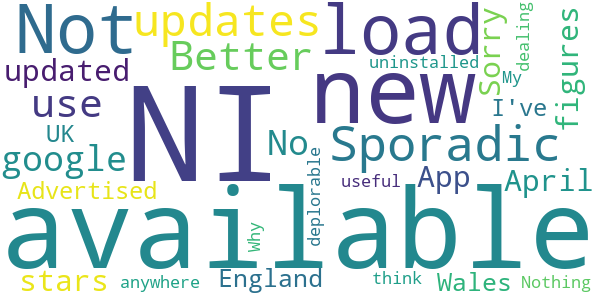 Not updates load Sorry dealing
updated Better uninstalled My figures
use NI new I've
UK No Sporadic
google deplorable useful App April
Advertised available
Why
stars anywhere England think Wales Nothing